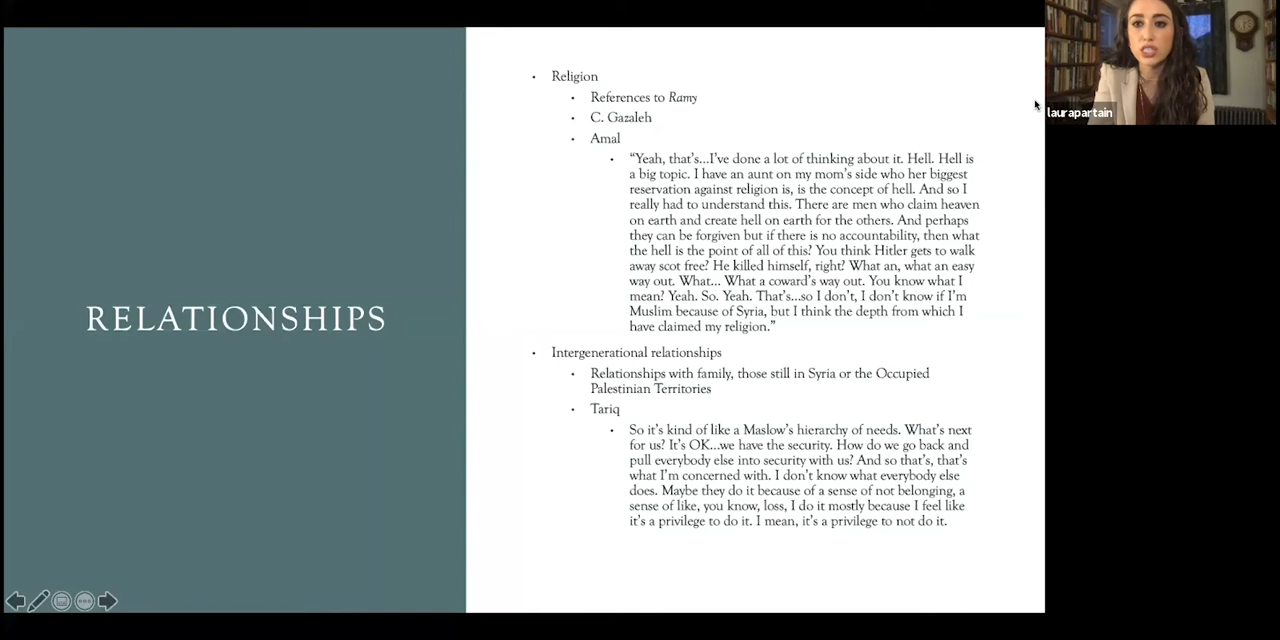 RELATIONSHIPS
• Religion
• References to Ramy
• C. Gazaleh
• Amal
• “Yeah, that’s...I’ve done a lot of thinking about it. Hell. Hell is
a big topic. I have an aunt on my mom’s side who her biggest
reservation against religion is, is the concept of hell. And so I
really had to understand this. There are men who claim heaven
on earth and create hell on earth for the others. And perhaps
they can be forgiven but if there is no accountability, then what
the hell is the point of all of this? You think Hitler gets to walk
away scot free? He killed himself, right? What an, what an easy
way out. What... What a coward’s way out. You know what I
mean? Yeah. So. Yeah. That’s...so I don’t, I don’t know if I’m
Muslim because of Syria, but I think the depth from which I
have claimed my religion.”
• Intergenerational relationships
• Relationships with family, those still in Syria or the Occupied
Palestinian Territories
• Tariq
• So it’s kind of like a Maslow’s hierarchy of needs. What’s next
for us? It’s OK...we have the security. How do we go back and
pull everybody else into security with us? And so that’s, that’s
what I’m concerned with. I don’t know what everybody else
does. Maybe they do it because of a sense of not belonging, a
sense of like, you know, loss, I do it mostly because I feel like
it’s a privilege to do it. I mean, it’s a privilege to not do it.
laurapartain